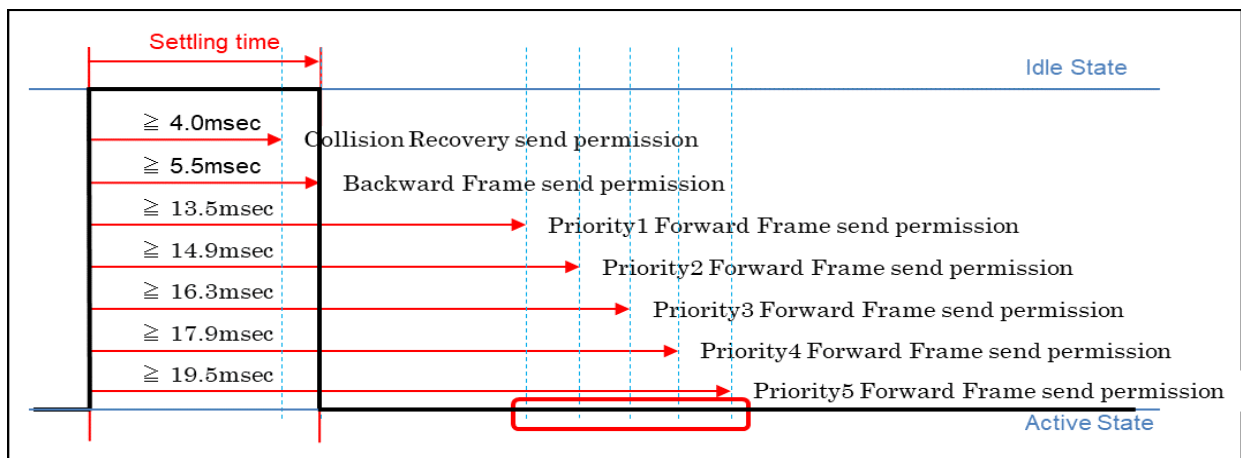 Settling time
Idle State
≧ 4.0msec
Collision Recovery send permission
≧ 5.5msec
Backward Frame send permission
≧ 13.5msec
Priority1 Forward Frame send permission
≧ 14.9msec
Priority2 Forward Frame send permission
≧ 16.3msec
Priority3 Forward Frame send permission
≧ 17.9msec
Priority4 Forward Frame send permission
≧ 19.5msec
Priority5 Forward Frame send permission
Active State